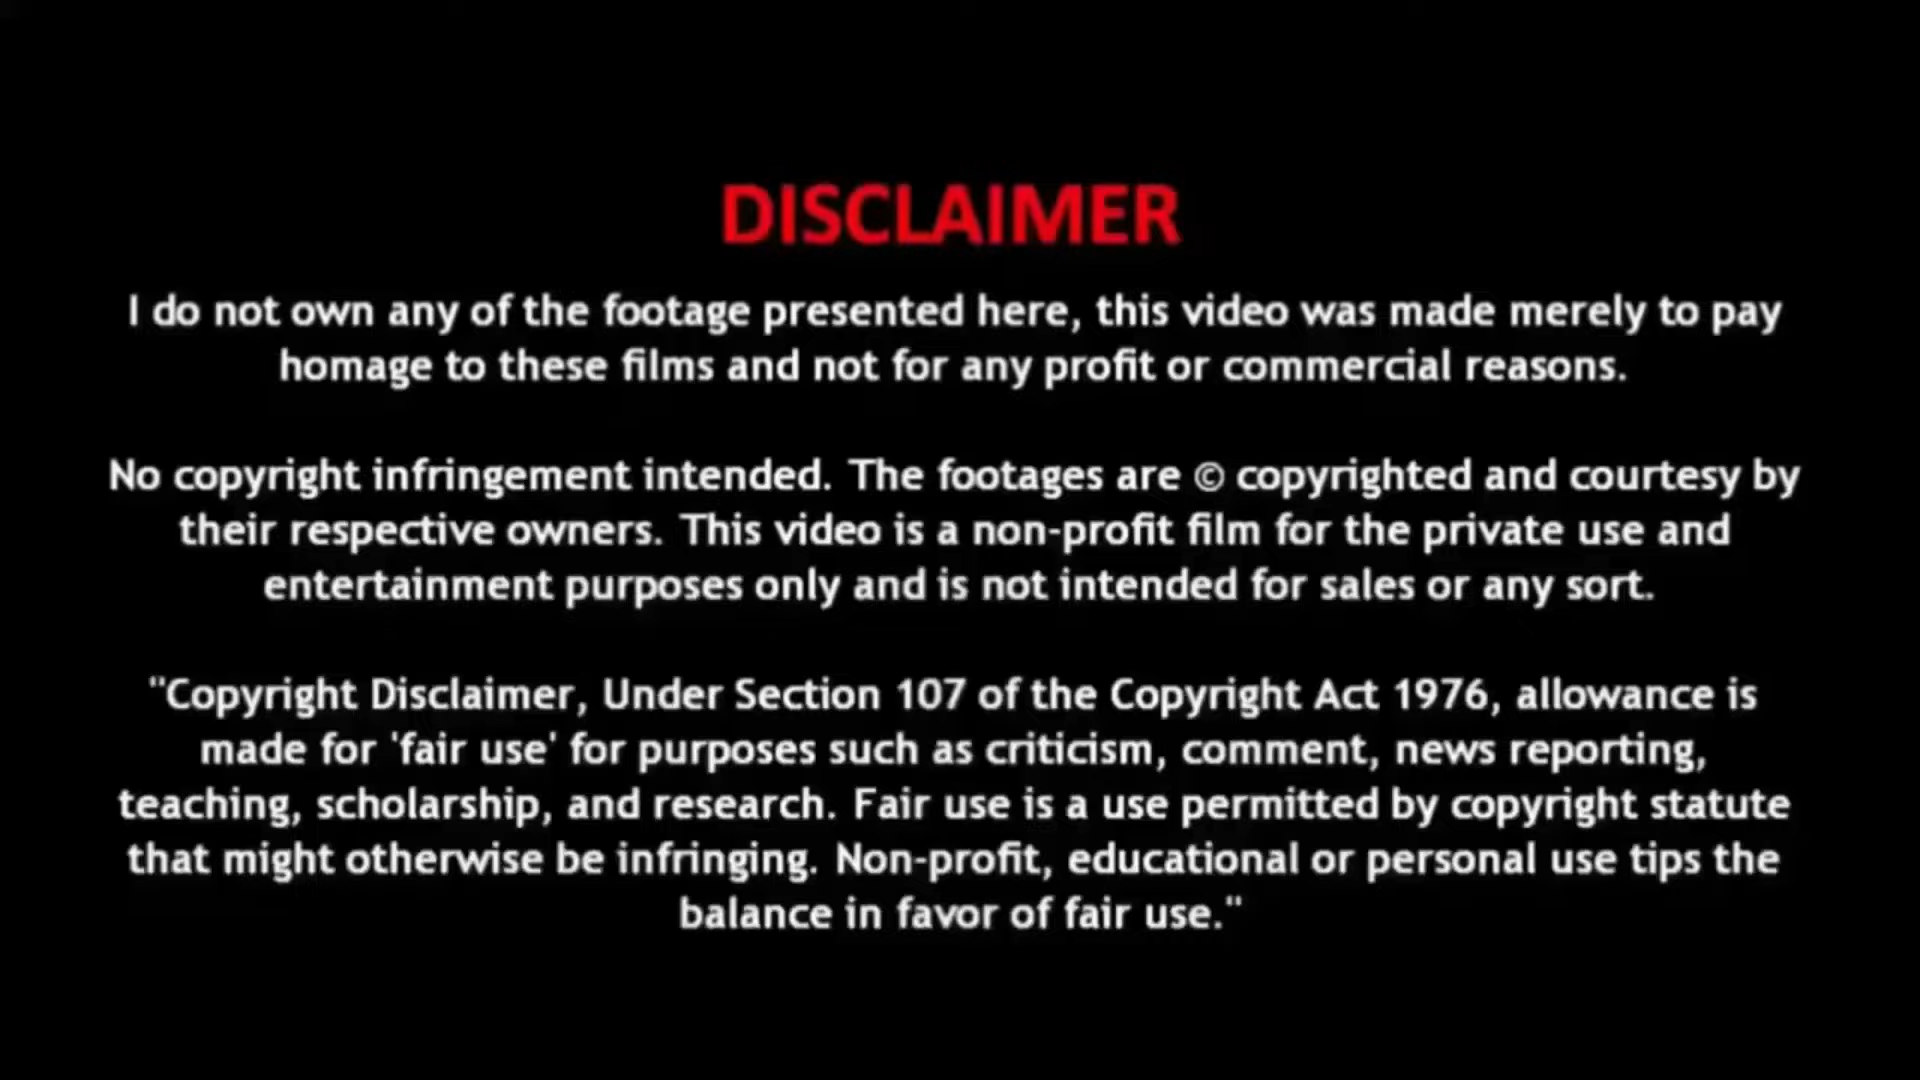 DISCLAIMER
I do not own any of the footage presented here, this video was made merely to pay
homage to these films and not for any profit or commercial reasons.
No copyright infringement intended. The footages are © copyrighted and courtesy by
their respective owners. This video is a non-profit film for the private use and
entertainment purposes only and is not intended for sales or any sort.
"Copyright Disclaimer, Under Section 107 of the Copyright Act 1976, allowance is
made for 'fair use' for purposes such as criticism, comment, news reporting,
teaching, scholarship, and research. Fair use is a use permitted by copyright statute
that might otherwise be infringing. Non-profit, educational or personal use tips the
balance in favor of fair use."